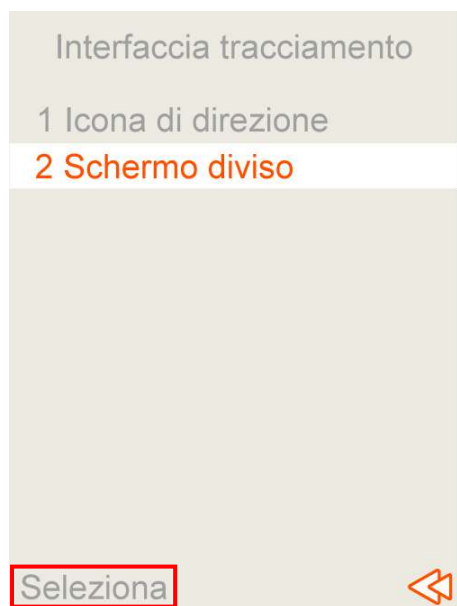 Interfaccia tracciamento
1 Icona di direzione
2 Schermo diviso
Seleziona